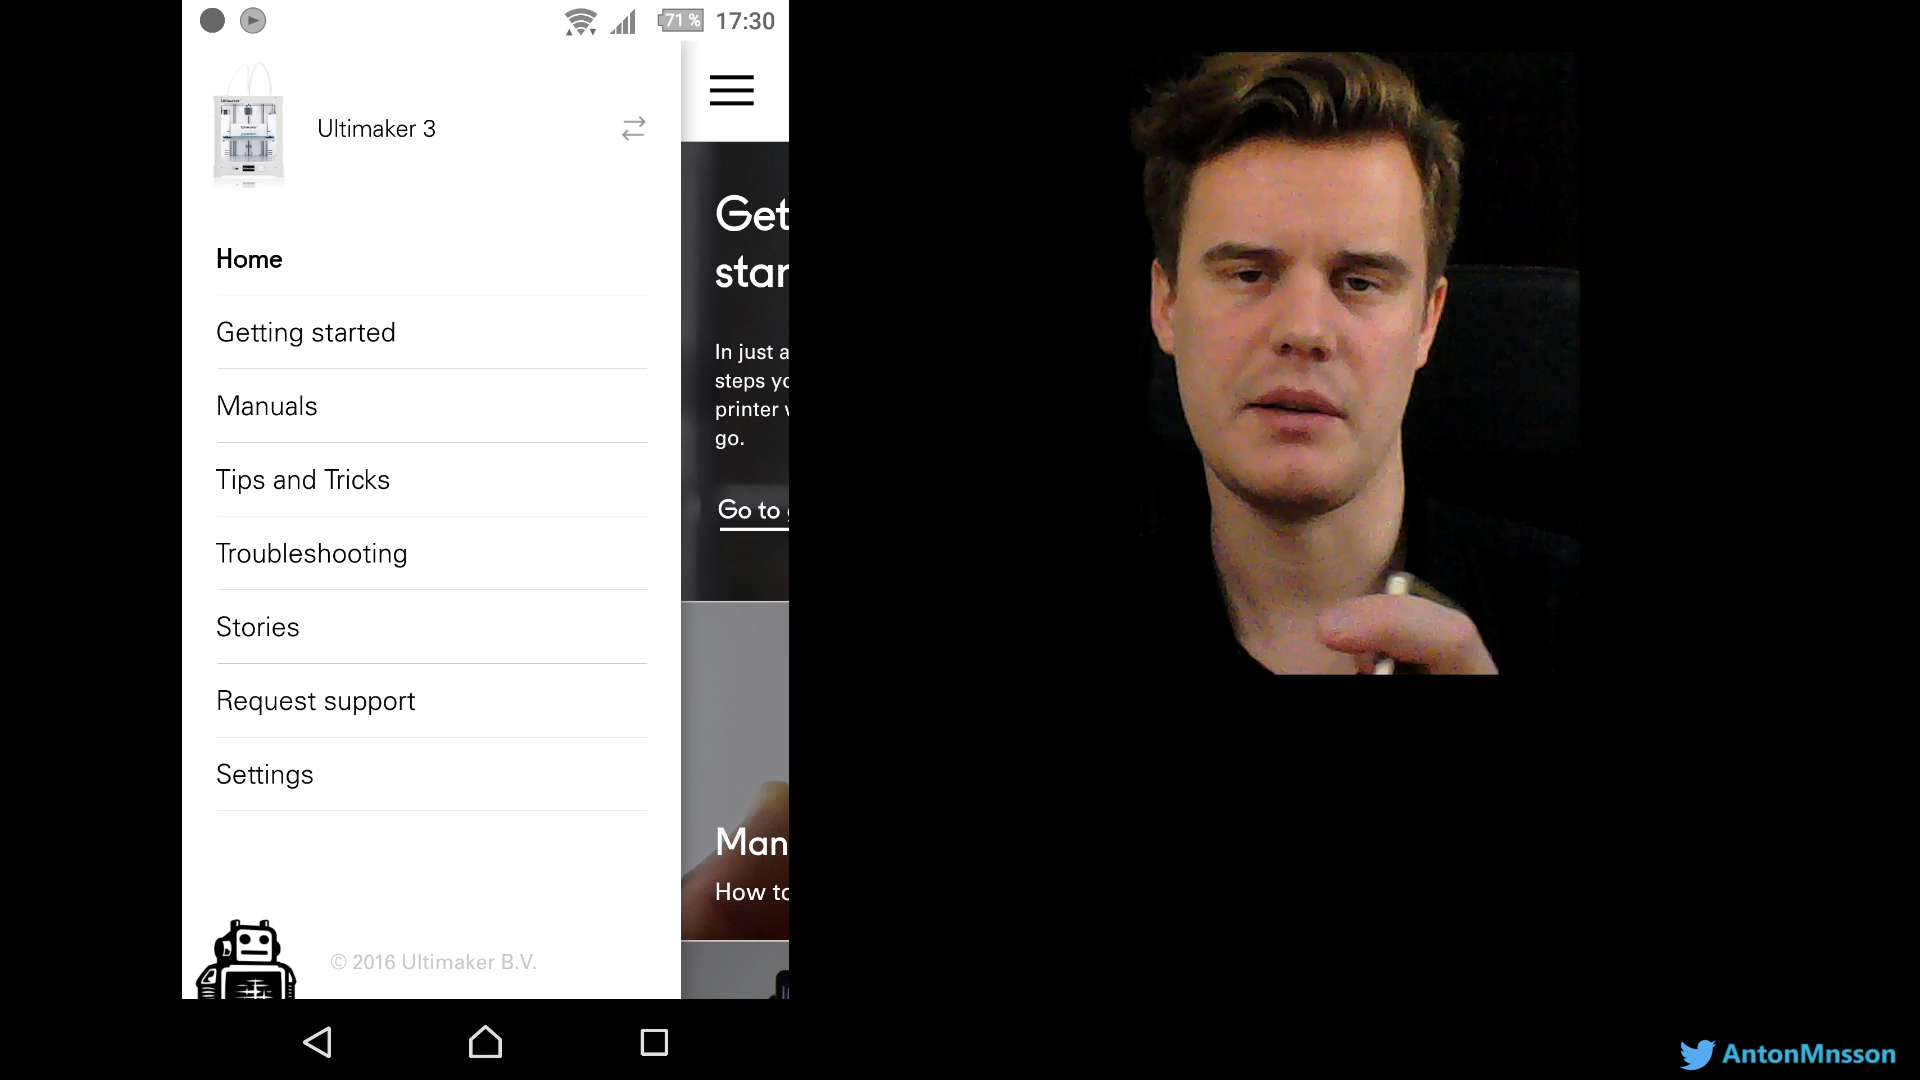 71 %
17:30
Ultimaker 3
Home
Getting started
Manuals
Tips and Tricks
Troubleshooting
Stories
Request support
Settings
© 2016 Ultimaker B.V.
Get
star
In just a
steps yo
printer
go.
Go to
Man
How to
AntonMnsson